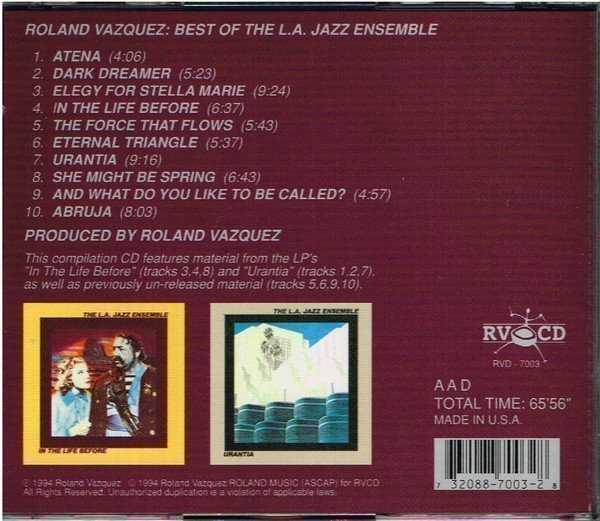 ROLAND VAZQUEZ: BEST OF THE L.A. JAZZ ENSEMBLE
1. ATENA (4:06)
2. DARK DREAMER (5:23)
3. ELEGY FOR STELLA MARIE (9:24)
4. IN THE LIFE BEFORE (6:37)
5. THE FORCE THAT FLOWS (5:43)
6. ETERNAL TRIANGLE (5:37)
7. URANTIA (9:16)
8. SHE MIGHT BE SPRING (6:43)
9. AND WHAT DO YOU LIKE TO BE CALLED? (4:57)
10. ABRUJA (8:03)
PRODUCED BY ROLAND VAZQUEZ
This compilation CD features material from the LP's
"In The Life Before" (tracks 3,4,8) and "Urantia" (tracks 1.2,7).
as well as previously un-released material (tracks 5,6,9,10).
THE L.A. JAZZ ENSEMBLE
IN THE LIFE BEFORE
THE L.A. JAZZ ENSEMBLE
URANTIA
RV CD
RVD - 7003
A A D
TOTAL TIME: 65'56"
MADE IN U.S.A.
7 32088-7003-2 8
Ⓒ 1994 Roland Vazquez Ⓟ 1994 Roland Vazquez/ROLAND MUSIC (ASCAP) for RVCD
All Rights Reserved. Unauthorized duplication is a violation of applicable laws.